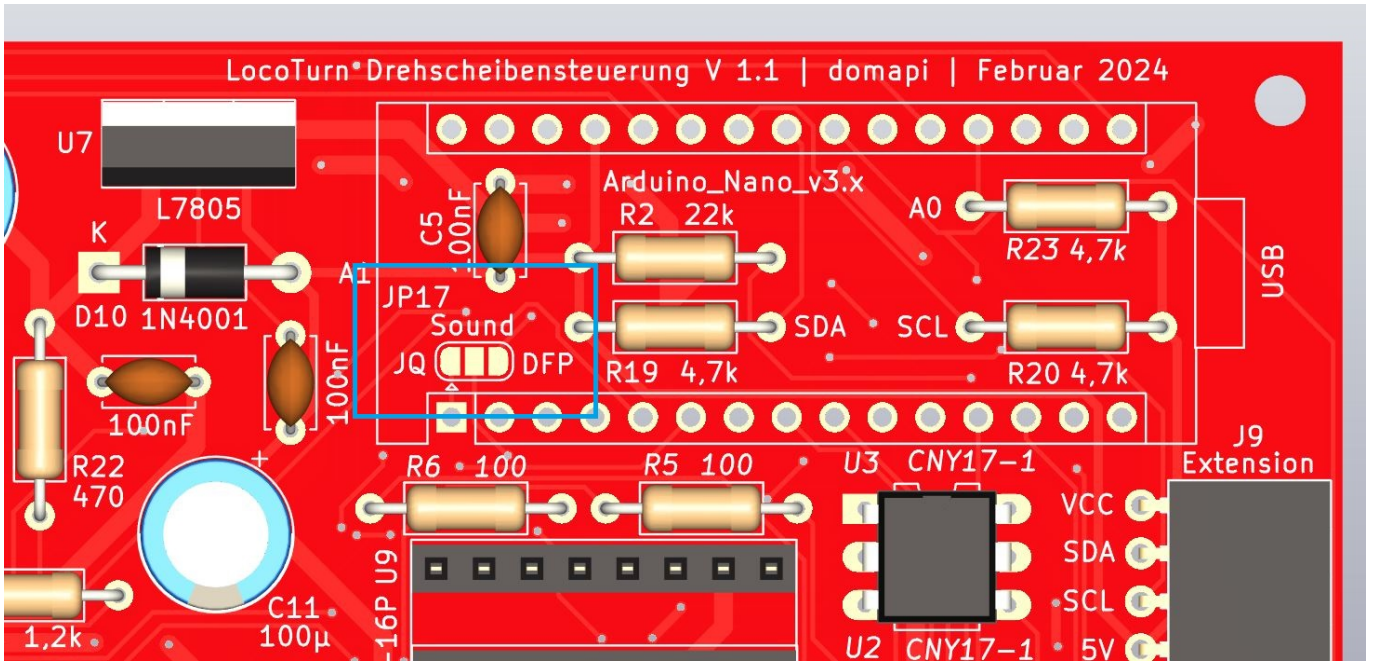 LocoTurn Drehscheibensteuerung V 1.1 | domapi | Februar 2024
U7
L7805
K
D10 1N4001
A1
C5
100nF
Arduino_Nano_v3.x
R2 22k
A0
R23 4,7k
USB
JP17
Sound
JQ
DFP
SDA
SCL
R19 4,7k
R20 4,7k
100nF
100nF
R22
470
R6 100
R5 100
U3 CNY17-1
J9
Extension
VCC
SDA
SCL
5V
-16P U9
C11
100µ
+
1,2k
U2 CNY17-1